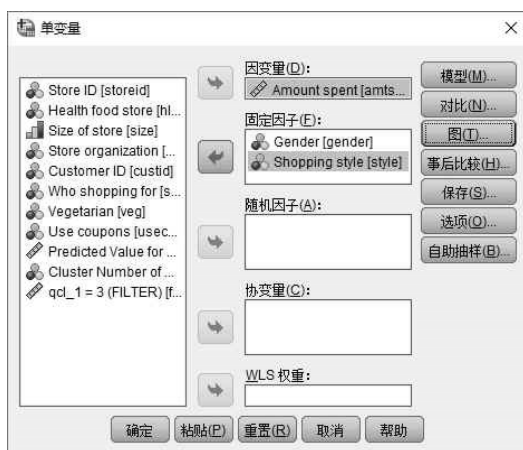 单变量
Store ID [storeid]
Health food store [hl...
Size of store [size]
Store organization [...
Customer ID [custid]
Who shopping for [s...
Vegetarian [veg]
Use coupons [usec...
Predicted Value for ...
Cluster Number of ...
qcl_1 = 3 (FILTER) [f...
因变量(D):
Amount spent [amts...
固定因子(F):
Gender [gender]
Shopping style [style]
随机因子(A):
协变量(C):
WLS 权重:
模型(M)...
对比(N)...
图(T)...
事后比较(H)...
保存(S)...
选项(O)...
自助抽样(B)...
确定
粘贴(P)
重置(R)
取消
帮助